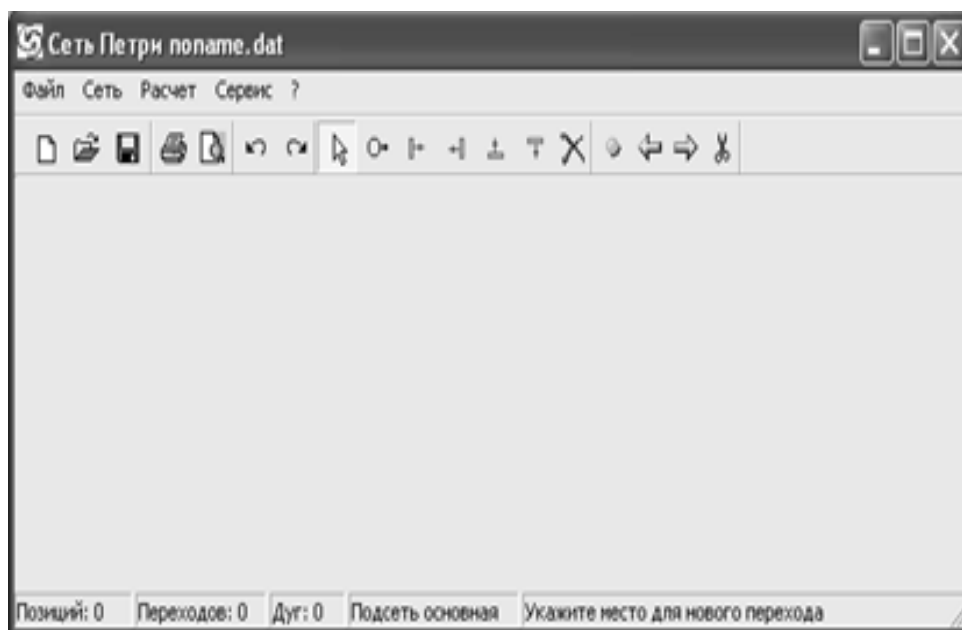 Сеть Петри noname.dat
Файл Сеть Расчет Сервис ?
Позиций: 0 Переходов: 0 Дуг: 0 Подсеть основная Укажите место для нового перехода